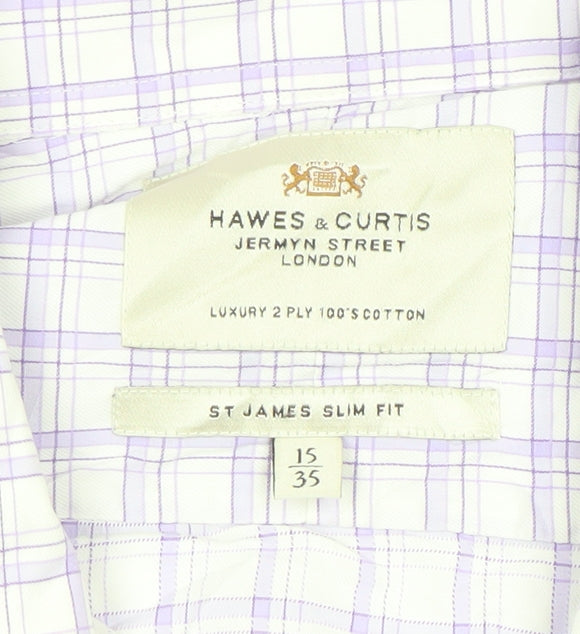 HAWES & CURTIS
JERMYN STREET
LONDON
LUXURY 2 PLY 100'S COTTON
ST JAMES SLIM FIT
15
35